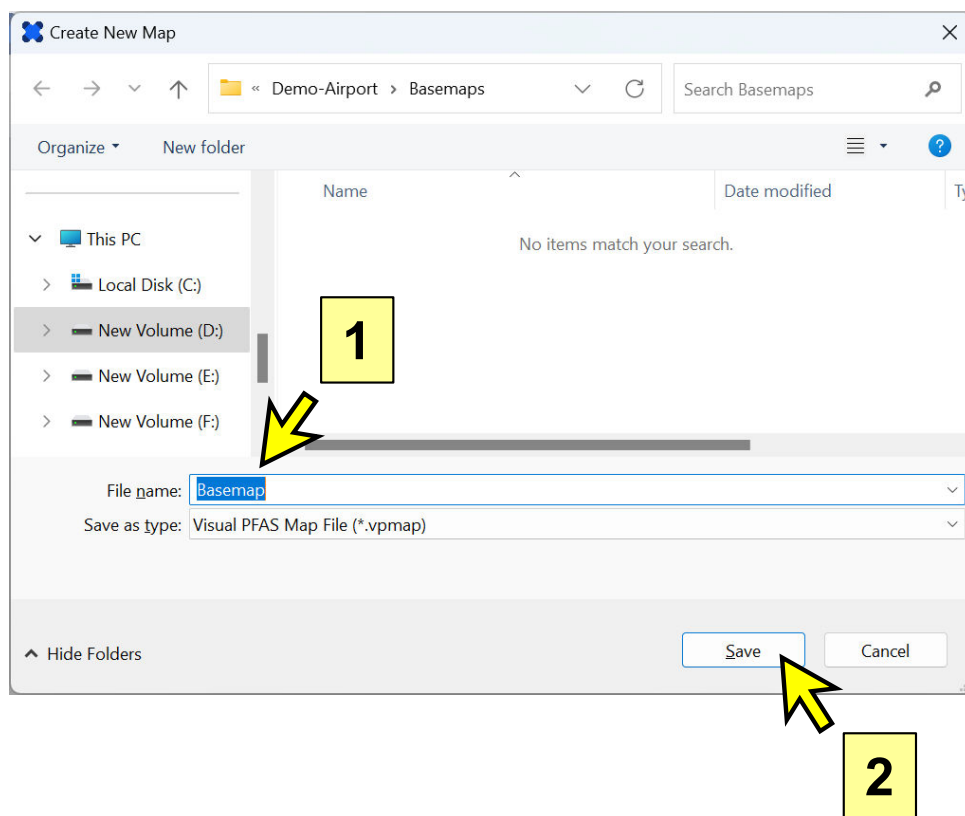 Create New Map
« Demo-Airport > Basemaps
Search Basemaps
Organize
New folder
?
Name
Date modified
Ty
This PC
No items match your search.
Local Disk (C:)
New Volume (D:)
1
New Volume (E:)
New Volume (F:)
File name: Basemap
Save as type: Visual PFAS Map File (*.vpmap)
Hide Folders
Save
Cancel
2